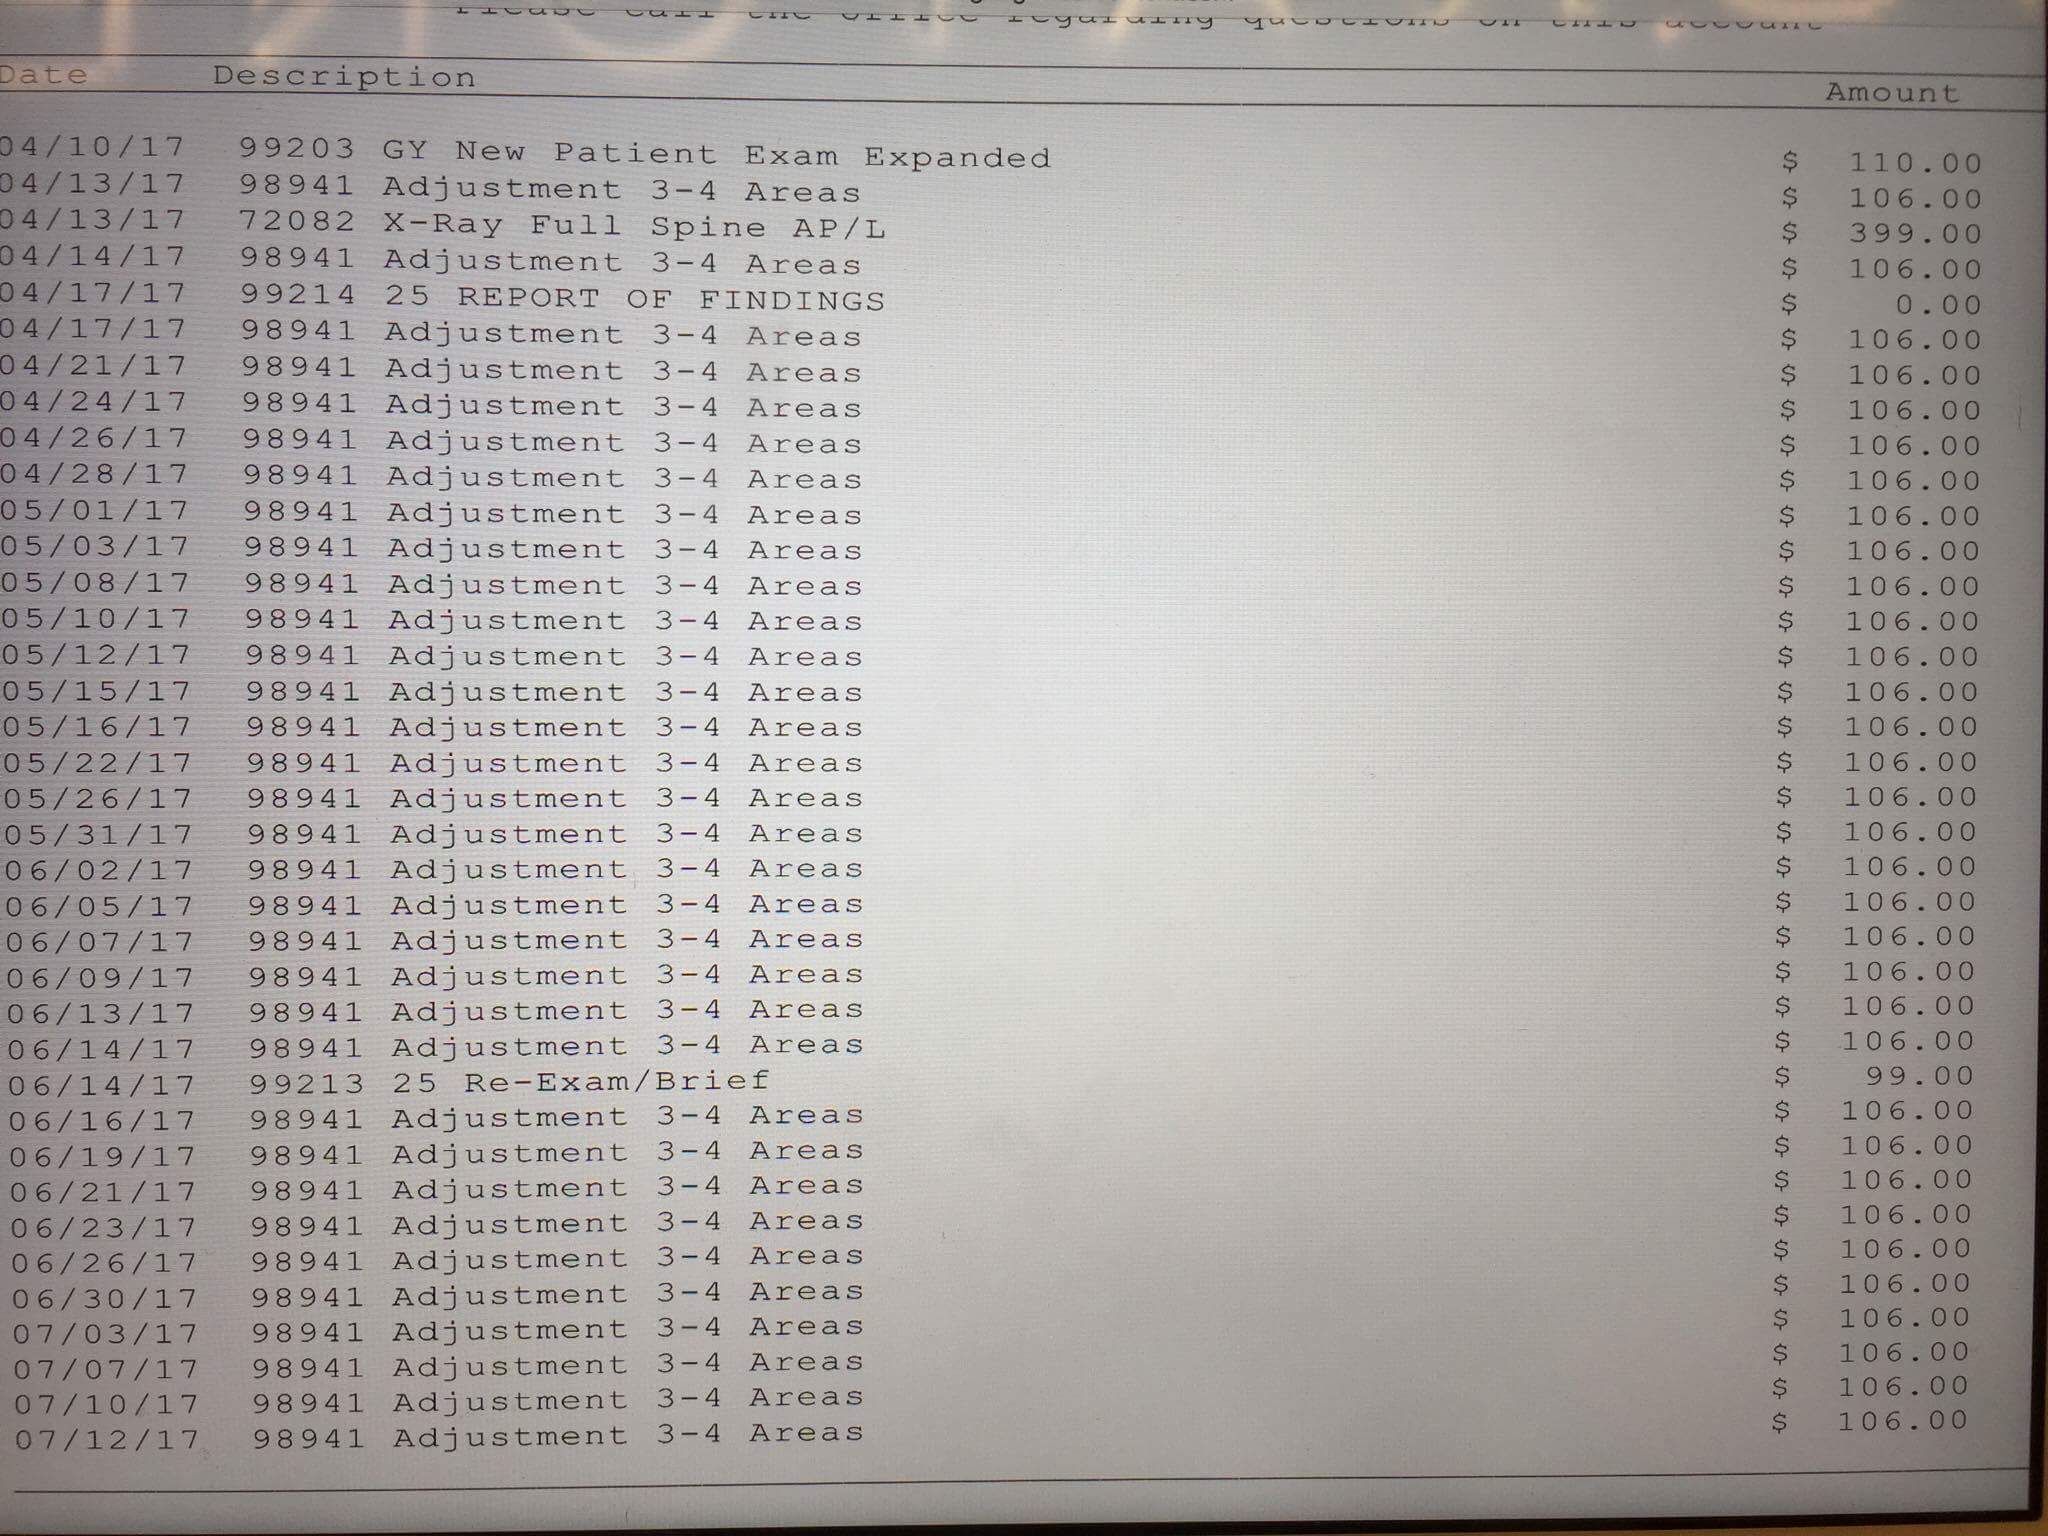 Please call the office regarding questions on this account
Date Description Amount
04/10/17 99203 GY New Patient Exam Expanded $ 110.00
04/13/17 98941 Adjustment 3-4 Areas $ 106.00
04/13/17 72082 X-Ray Full Spine AP/L $ 399.00
04/14/17 98941 Adjustment 3-4 Areas $ 106.00
04/17/17 99214 25 REPORT OF FINDINGS $ 0.00
04/17/17 98941 Adjustment 3-4 Areas $ 106.00
04/21/17 98941 Adjustment 3-4 Areas $ 106.00
04/24/17 98941 Adjustment 3-4 Areas $ 106.00
04/26/17 98941 Adjustment 3-4 Areas $ 106.00
04/28/17 98941 Adjustment 3-4 Areas $ 106.00
05/01/17 98941 Adjustment 3-4 Areas $ 106.00
05/03/17 98941 Adjustment 3-4 Areas $ 106.00
05/08/17 98941 Adjustment 3-4 Areas $ 106.00
05/10/17 98941 Adjustment 3-4 Areas $ 106.00
05/12/17 98941 Adjustment 3-4 Areas $ 106.00
05/15/17 98941 Adjustment 3-4 Areas $ 106.00
05/16/17 98941 Adjustment 3-4 Areas $ 106.00
05/22/17 98941 Adjustment 3-4 Areas $ 106.00
05/26/17 98941 Adjustment 3-4 Areas $ 106.00
05/31/17 98941 Adjustment 3-4 Areas $ 106.00
06/02/17 98941 Adjustment 3-4 Areas $ 106.00
06/05/17 98941 Adjustment 3-4 Areas $ 106.00
06/07/17 98941 Adjustment 3-4 Areas $ 106.00
06/09/17 98941 Adjustment 3-4 Areas $ 106.00
06/13/17 98941 Adjustment 3-4 Areas $ 106.00
06/14/17 98941 Adjustment 3-4 Areas $ 106.00
06/14/17 99213 25 Re-Exam/Brief $ 99.00
06/16/17 98941 Adjustment 3-4 Areas $ 106.00
06/19/17 98941 Adjustment 3-4 Areas $ 106.00
06/21/17 98941 Adjustment 3-4 Areas $ 106.00
06/23/17 98941 Adjustment 3-4 Areas $ 106.00
06/26/17 98941 Adjustment 3-4 Areas $ 106.00
06/30/17 98941 Adjustment 3-4 Areas $ 106.00
07/03/17 98941 Adjustment 3-4 Areas $ 106.00
07/07/17 98941 Adjustment 3-4 Areas $ 106.00
07/10/17 98941 Adjustment 3-4 Areas $ 106.00
07/12/17 98941 Adjustment 3-4 Areas $ 106.00